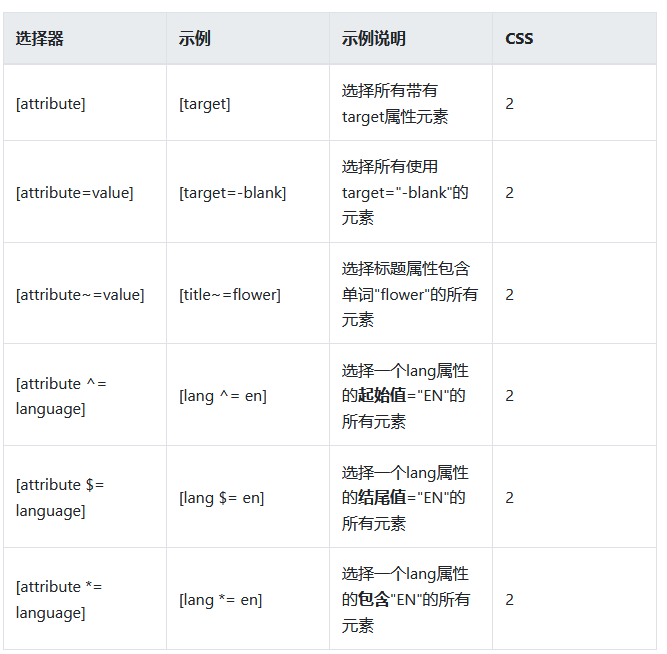 选择器 示例 示例说明 CSS
[attribute] [target] 选择所有带有 2
target属性元素
[attribute=value] [target=-blank] 选择所有使用 2
target="-blank"的
元素
[attribute~=value] [title~=flower] 选择标题属性包含 2
单词"flower"的所有
元素
[attribute ^= [lang ^= en] 选择一个lang属性 2
language] 的起始值="EN"的
所有元素
[attribute $= [lang $= en] 选择一个lang属性 2
language] 的结尾值="EN"的
所有元素
[attribute *= [lang *= en] 选择一个lang属性 2
language] 的包含"EN"的所有
元素